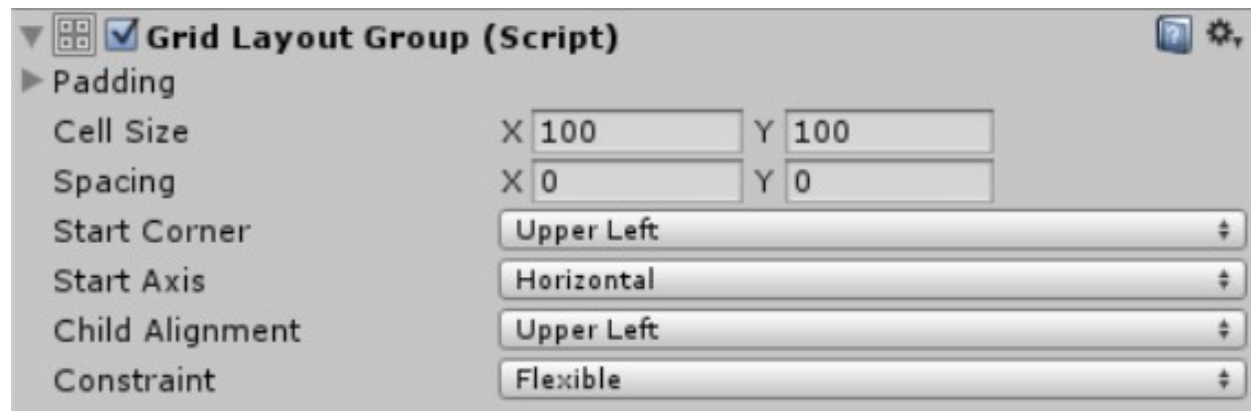 Grid Layout Group (Script)
Padding
Cell Size X 100 Y 100
Spacing X 0 Y 0
Start Corner Upper Left
Start Axis Horizontal
Child Alignment Upper Left
Constraint Flexible